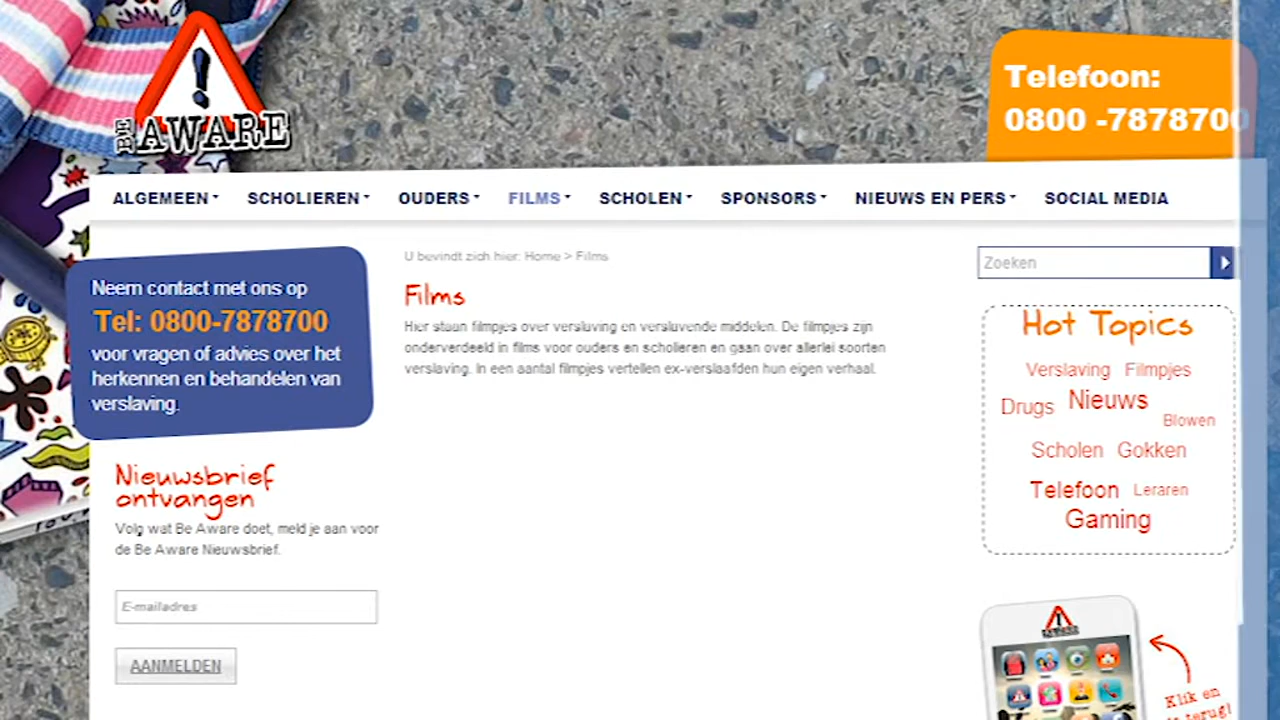 BE AWARE
Telefoon:
0800 -7878700
ALGEMEEN SCHOLIEREN OUDERS FILMS SCHOLEN SPONSORS NIEUWS EN PERS SOCIAL MEDIA
Neem contact met ons op
Tel: 0800-7878700
voor vragen of advies over het
herkennen en behandelen van
verslaving.
Nieuwsbrief
ontvangen
Volg wat Be Aware doet, meld je aan voor
de Be Aware Nieuwsbrief.
E-mailadres
AANMELDEN
U bevindt zich hier: Home > Films
Films
Hier staan filmpjes over verslaving en verslavende middelen. De filmpjes zijn
onderverdeeld in films voor ouders en scholieren en gaan over allerlei soorten
verslaving. In een aantal filmpjes vertellen ex-verslaafden hun eigen verhaal.
Zoeken
Hot Topics
Verslaving Filmpjes
Drugs Nieuws
Blowen
Scholen Gokken
Telefoon Leraren
Gaming
AWARE
Klik en
terug!